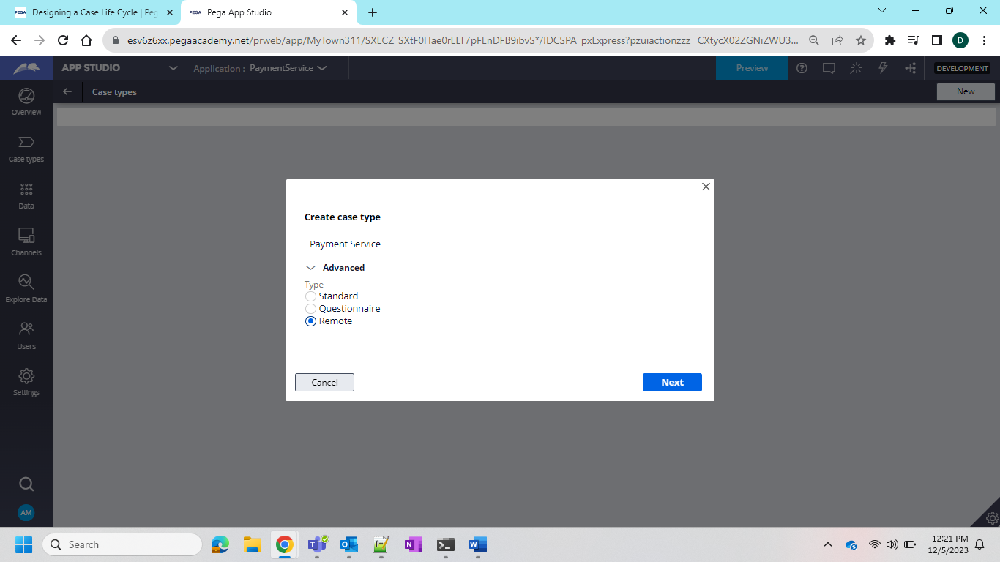 PEGA Designing a Case Life Cycle | Peg
PEGA Pega App Studio
esv6z6xx.pegaacademy.net/prweb/app/MyTown311/SXECZ_SXtF0Hae0rLLT7pFEnDFB9ibvS*/!DCSPA_pxExpress?pzuiactionzzz=CXtycX02ZGNiZWU3...
D
APP STUDIO
Application : PaymentService
Preview
DEVELOPMENT
Case types
New
Overview
Case types
Data
Channels
Explore Data
Users
Settings
AM
Create case type
Payment Service
Advanced
Type
Standard
Questionnaire
Remote
Cancel
Next
Search
12:21 PM
12/5/2023